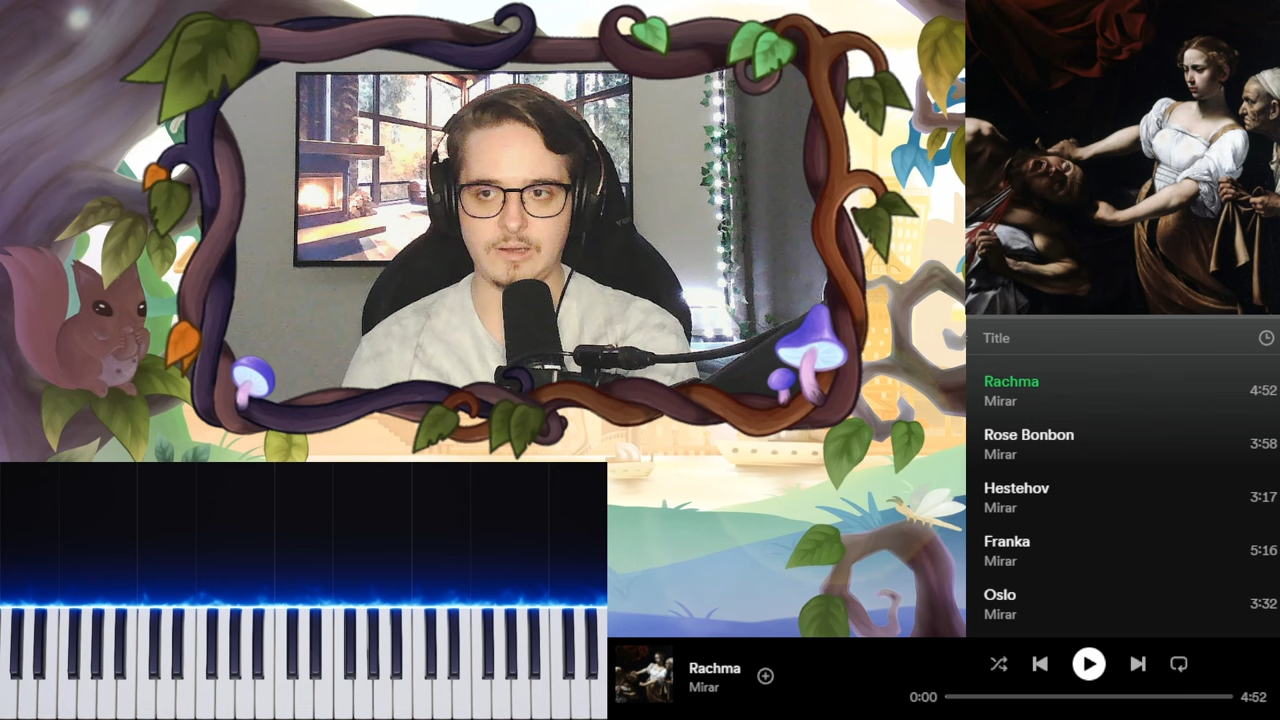 Title
Rachma
Mirar
4:52
Rose Bonbon
Mirar
3:58
Hestehov
Mirar
3:17
Franka
Mirar
5:16
Oslo
Mirar
3:32
Rachma
Mirar
0:00
4:52